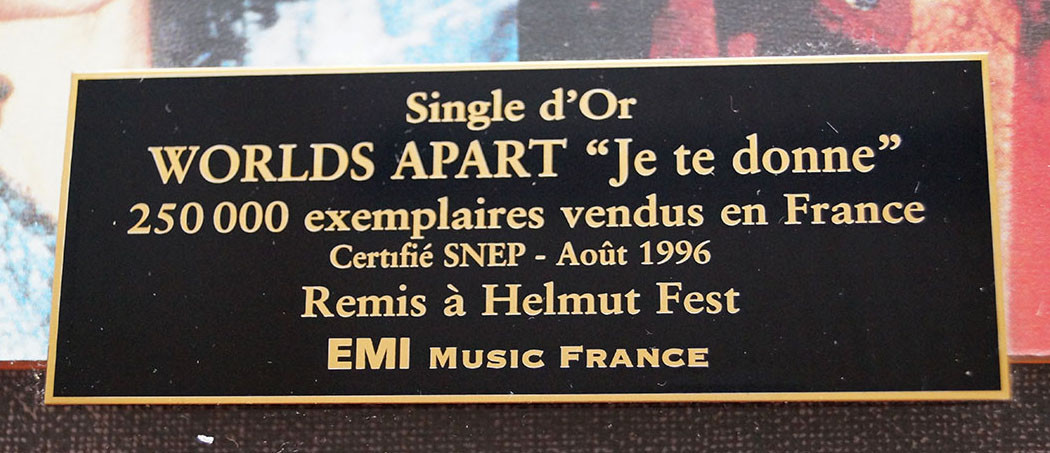 Single d’Or
WORLDS APART “Je te donne”
250 000 exemplaires vendus en France
Certifié SNEP - Août 1996
Remis à Helmut Fest
EMI MUSIC FRANCE